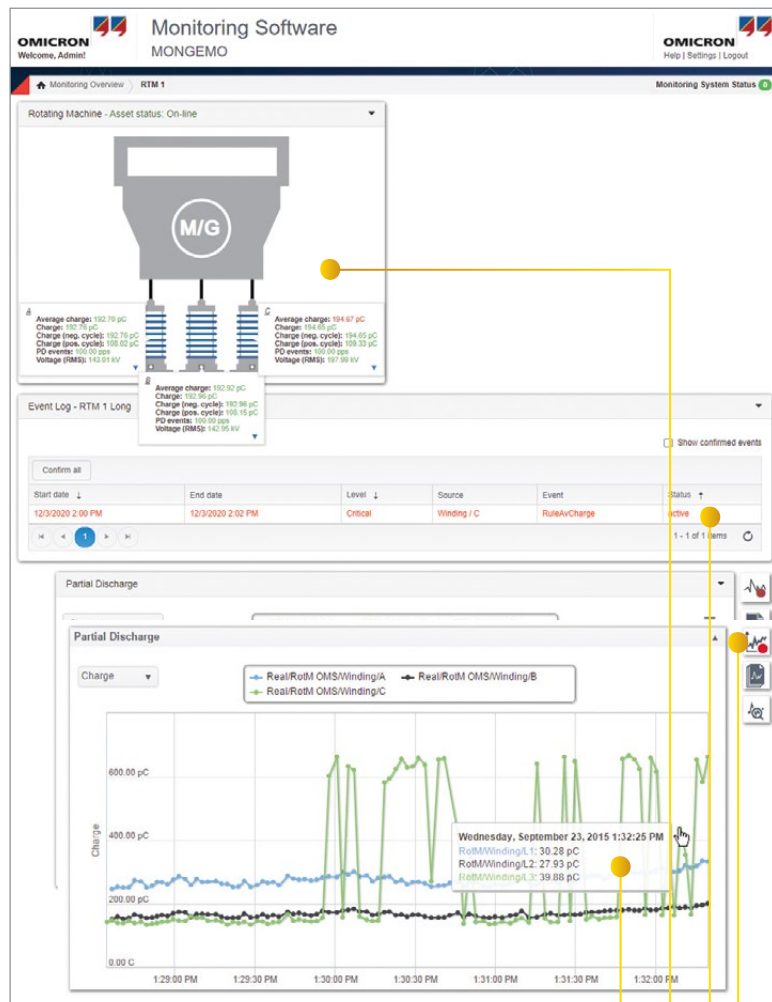 OMICRON
Welcome, Admin!
Monitoring Software
MONGEMO
OMICRON
Help | Settings | Logout
Monitoring Overview
RTM 1
Monitoring System Status 0
Rotating Machine - Asset status: On-line
M/G
A
Average charge: 192.70 pC
Charge: 192.76 pC
Charge (neg. cycle): 192.76 pC
Charge (pos. cycle): 108.02 pC
PD events: 100.00 pps
Voltage (RMS): 143.01 kV
C
Average charge: 194.67 pC
Charge: 194.65 pC
Charge (neg. cycle): 194.65 pC
Charge (pos. cycle): 109.33 pC
PD events: 100.00 pps
Voltage (RMS): 197.99 kV
B
Average charge: 192.92 pC
Charge: 192.96 pC
Charge (neg. cycle): 192.96 pC
Charge (pos. cycle): 108.15 pC
PD events: 100.00 pps
Voltage (RMS): 142.95 kV
Event Log - RTM 1 Long
Show confirmed events
Confirm all
Start date ↓ End date Level ↓ Source Event Status ↑
12/3/2020 2:00 PM 12/3/2020 2:02 PM Critical Winding / C RuleAvCharge active
1
1 - 1 of 1 items
Partial Discharge
Partial Discharge
Charge
Real/RotM OMS/Winding/A Real/RotM OMS/Winding/B
Real/RotM OMS/Winding/C
600.00 pC
400.00 pC
200.00 pC
0.00 C
Charge
Wednesday, September 23, 2015 1:32:25 PM
RotM/Winding/L1: 30.28 pC
RotM/Winding/L2: 27.93 pC
RotM/Winding/L3: 39.88 pC
1:29:00 PM 1:29:30 PM 1:30:00 PM 1:30:30 PM 1:31:00 PM 1:31:30 PM 1:32:00 PM